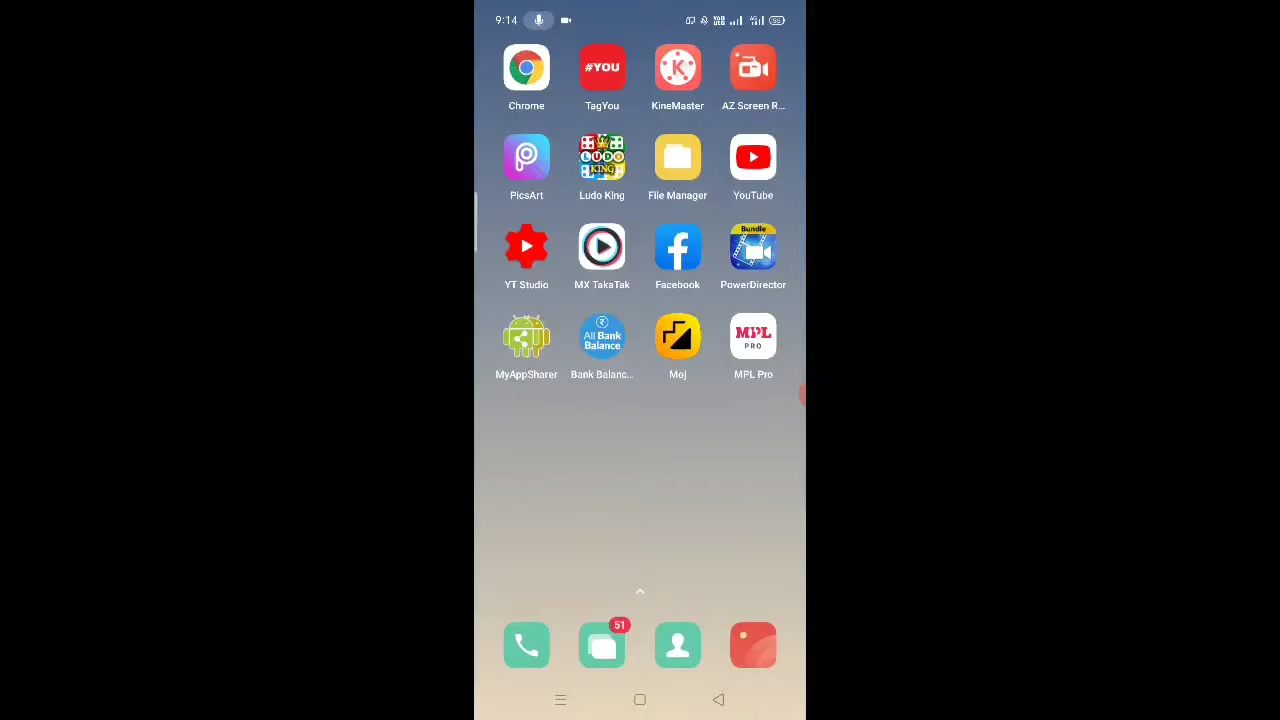 9:14
55
#YOU
K
Chrome
TagYou
KineMaster
AZ Screen R...
LUDO
KING
PicsArt
Ludo King
File Manager
YouTube
Bundle
YT Studio
MX TakaTak
Facebook
PowerDirector
All Bank
Balance
MPL
PRO
MyAppSharer
Bank Balanc...
Moj
MPL Pro
51